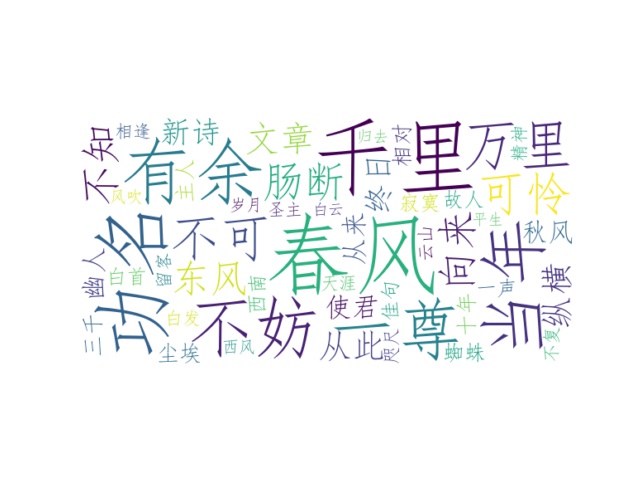 不知
相逢
新诗
文章
归去
千里
相对
万里
精神
风吹
有余
主人
肠断
终日
可怜
岁月
圣主
白云
寂寞
故人
平生
功名
幽人
白首
留客
不可
春风
从来
云山
向来
当年
秋风
东风
西南
天涯
佳句
一声
纵横
三千
白发
不妨
使君
一尊
十年
尘埃
西风
从此
咫尺
蜘蛛
不复